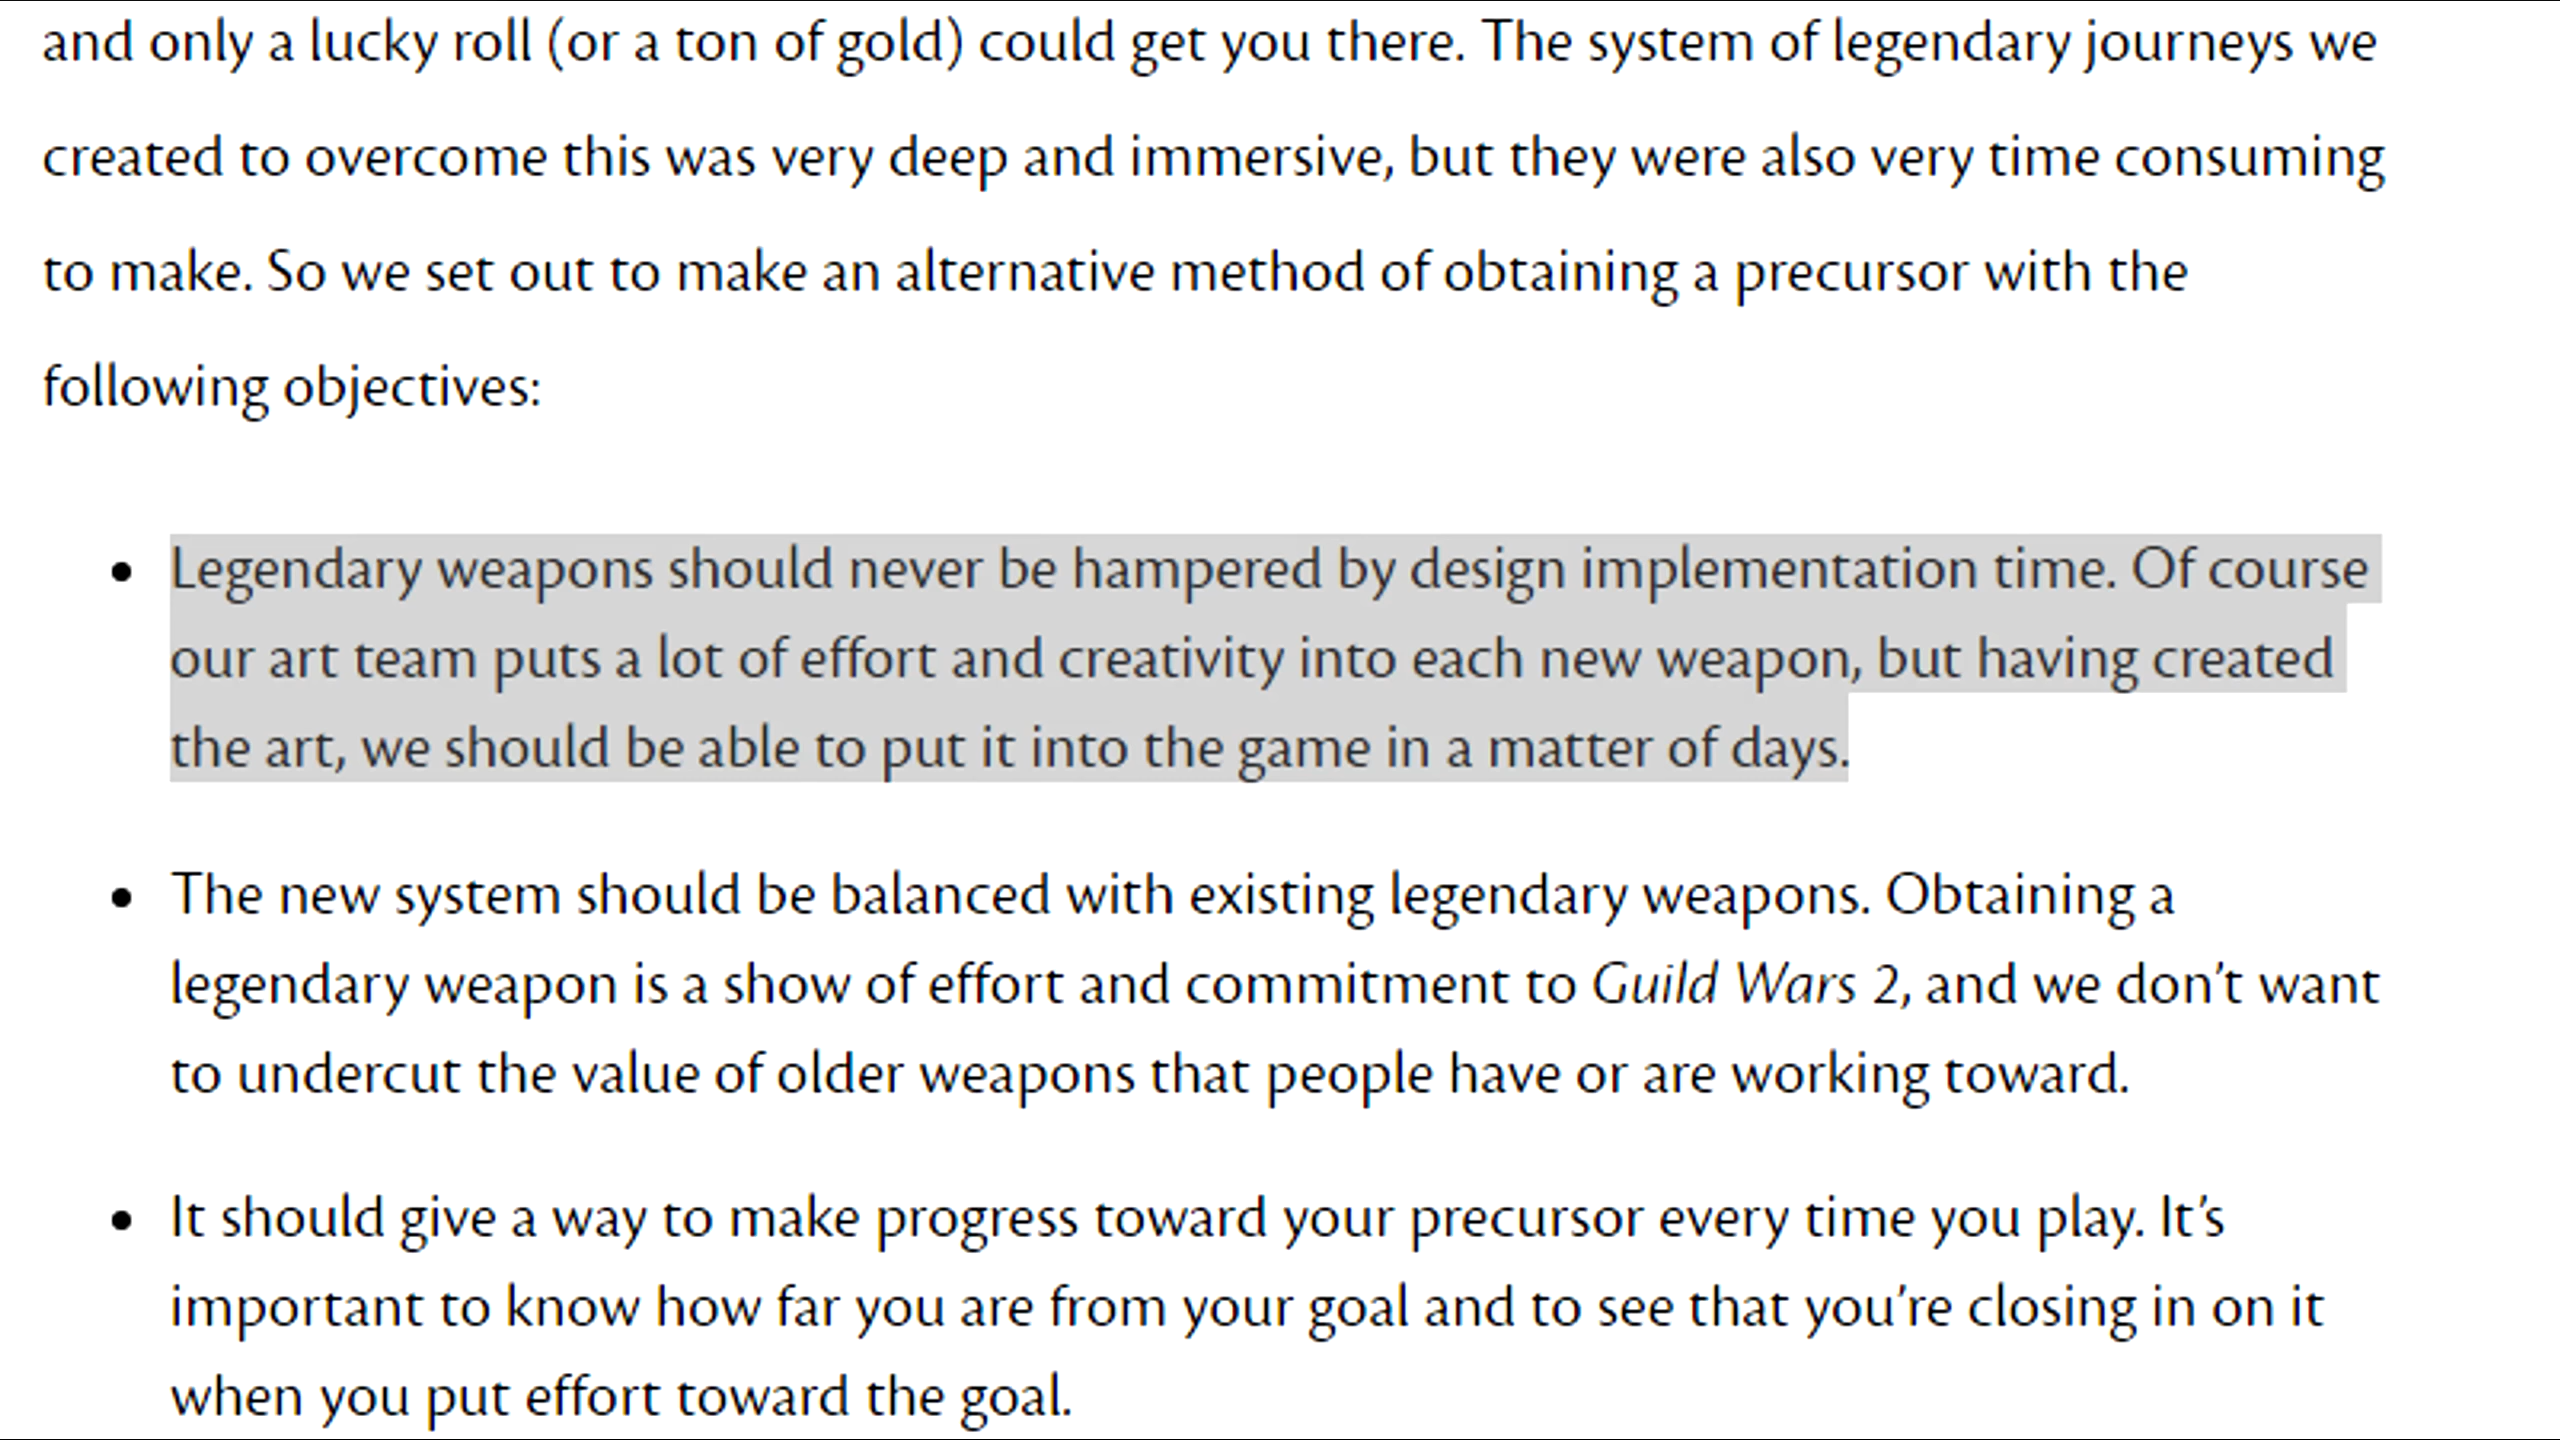 and only a lucky roll (or a ton of gold) could get you there. The system of legendary journeys we
created to overcome this was very deep and immersive, but they were also very time consuming
to make. So we set out to make an alternative method of obtaining a precursor with the
following objectives:
• Legendary weapons should never be hampered by design implementation time. Of course
our art team puts a lot of effort and creativity into each new weapon, but having created
the art, we should be able to put it into the game in a matter of days.
• The new system should be balanced with existing legendary weapons. Obtaining a
legendary weapon is a show of effort and commitment to Guild Wars 2, and we don’t want
to undercut the value of older weapons that people have or are working toward.
• It should give a way to make progress toward your precursor every time you play. It’s
important to know how far you are from your goal and to see that you’re closing in on it
when you put effort toward the goal.